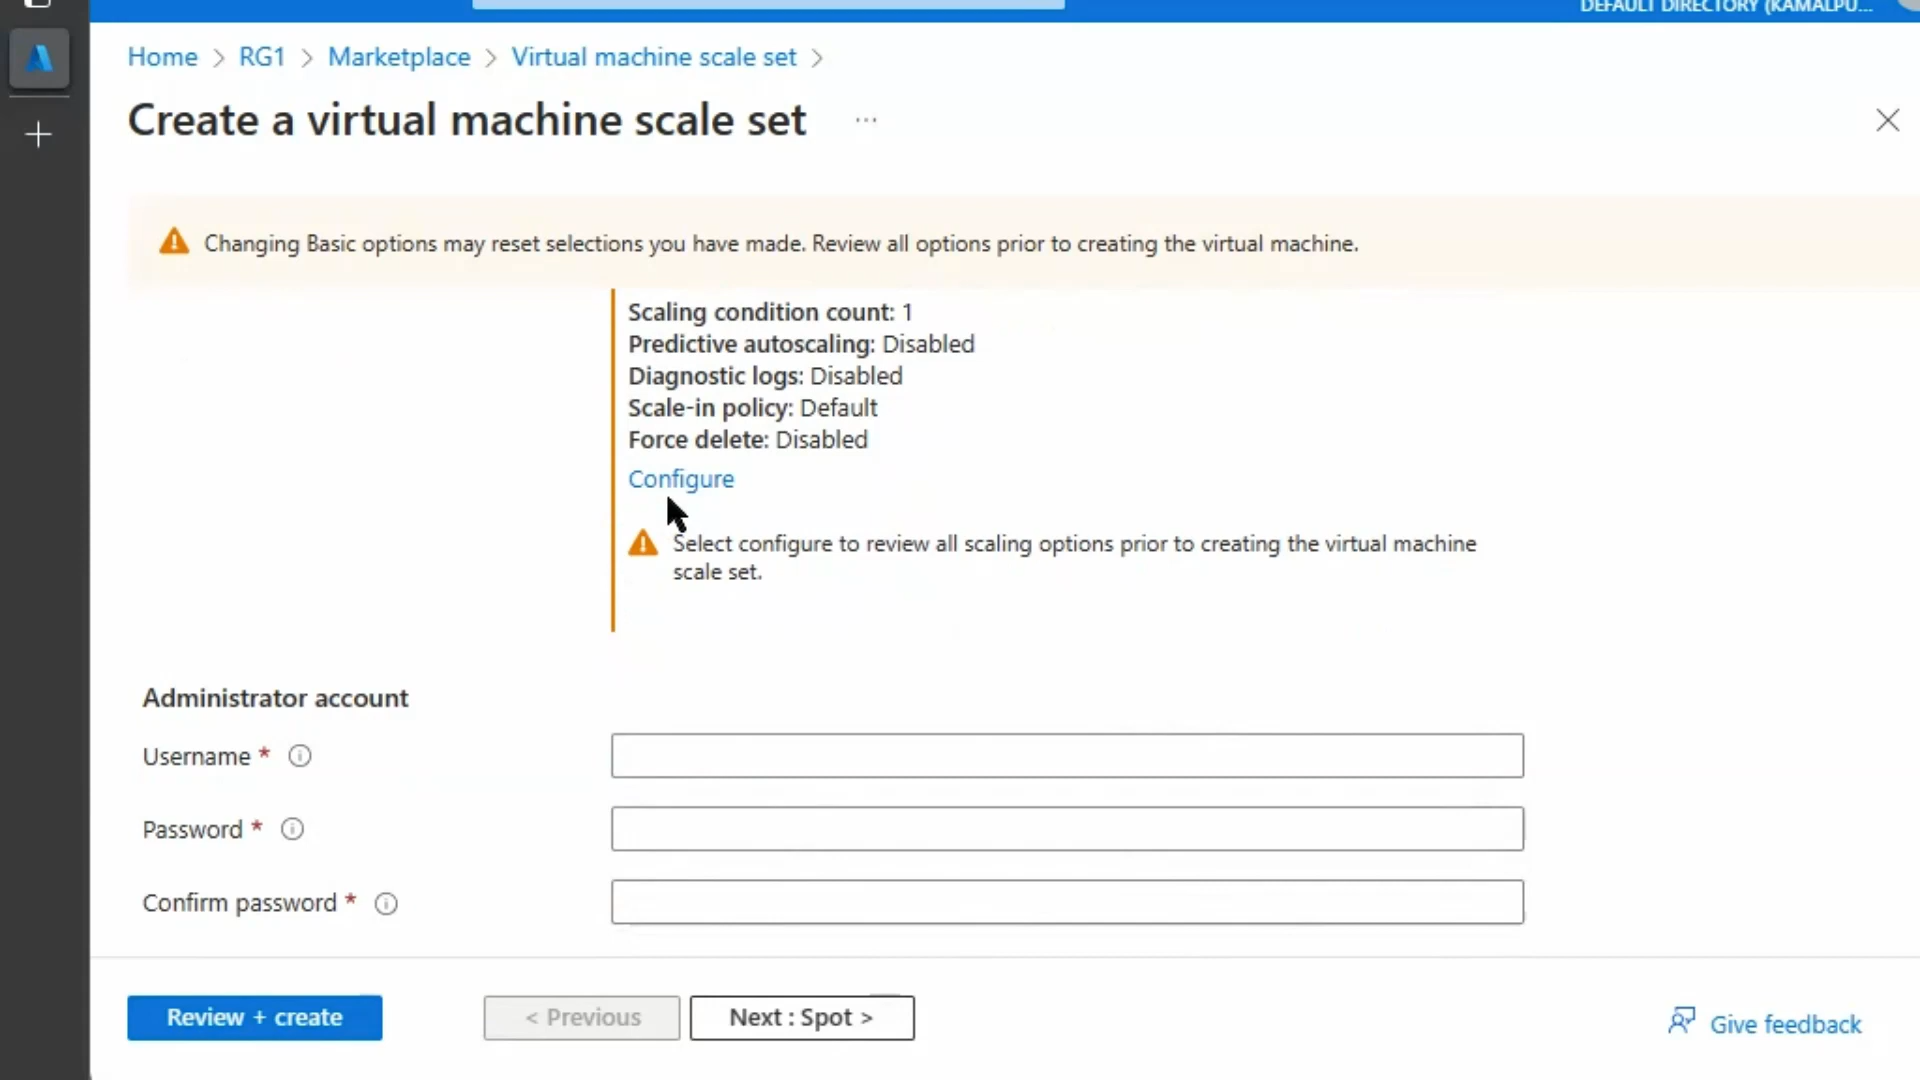 DEFAULT DIRECTORY (KAMALPU...
Home > RG1 > Marketplace > Virtual machine scale set >
Create a virtual machine scale set ...
Changing Basic options may reset selections you have made. Review all options prior to creating the virtual machine.
Scaling condition count: 1
Predictive autoscaling: Disabled
Diagnostic logs: Disabled
Scale-in policy: Default
Force delete: Disabled
Configure
Select configure to review all scaling options prior to creating the virtual machine
scale set.
Administrator account
Username *
Password *
Confirm password *
Review + create
< Previous
Next : Spot >
Give feedback